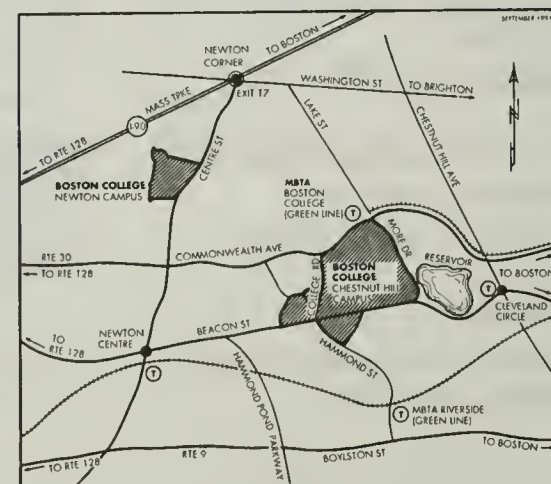 SEPTEMBER
NEWTON
CORNER
TO BOSTON
EXIT 17
WASHINGTON ST
TO BRIGHTON
MASS TPKE
I-90
TO RTE 128
LAKE ST
CHESTNUT HILL AVE
N
CENTRE ST
BOSTON COLLEGE
NEWTON CAMPUS
MBTA
BOSTON
COLLEGE
(GREEN LINE)
T
MORE DR
RTE 30
TO RTE 128
COMMONWEALTH AVE
COLLEGE RD
BOSTON
COLLEGE
CHESTNUT HILL
CAMPUS
RESERVOIR
T
TO BOSTON
CLEVELAND
CIRCLE
TO
RTE 128
NEWTON
CENTRE
T
BEACON ST
HAMMOND ST
HAMMOND POND
PARKWAY
T
MBTA RIVERSIDE
(GREEN LINE)
TO RTE 128
RTE 9
BOYLSTON ST
TO BOSTON